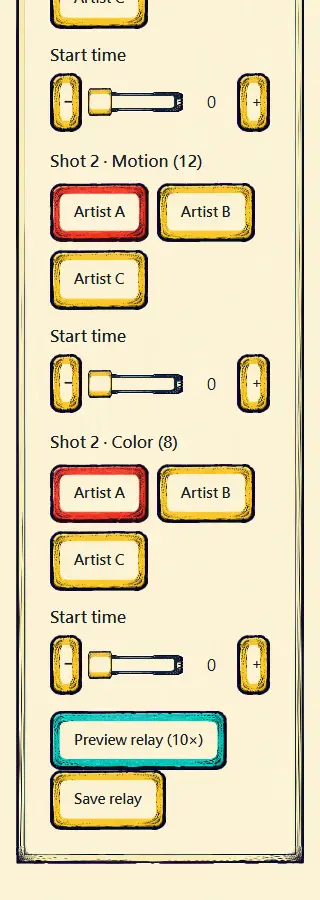 Artist C
Start time
− 0 +
Shot 2 · Motion (12)
Artist A Artist B
Artist C
Start time
− 0 +
Shot 2 · Color (8)
Artist A Artist B
Artist C
Start time
− 0 +
Preview relay (10×)
Save relay